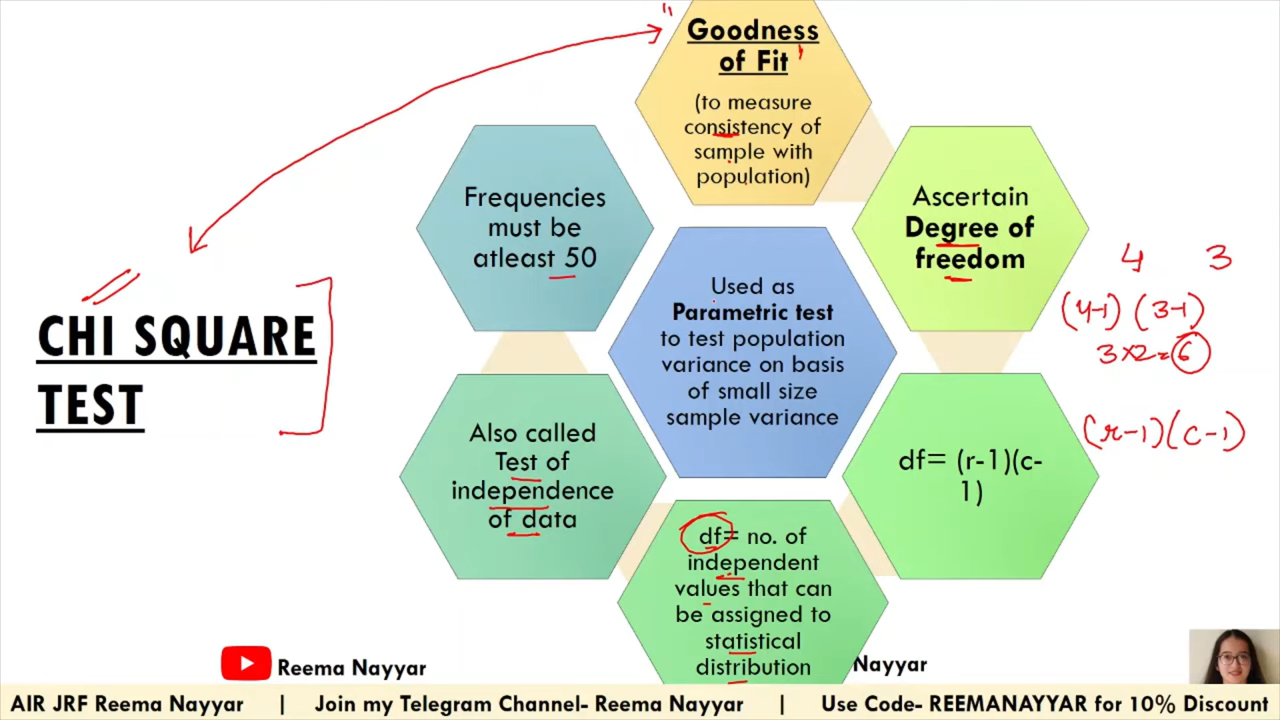 CHI SQUARE
TEST
"
Goodness
of Fit
(to measure
consistency of
sample with
population)
Frequencies
must be
atleast 50
Ascertain
Degree of
freedom
4 3
(4-1) (3-1)
3×2=6
Used as
Parametric test
to test population
variance on basis
of small size
sample variance
Also called
Test of
independence
of data
df= (r-1)(c-
1)
(r-1)(c-1)
df= no. of
independent
values that can
be assigned to
statistical
distribution
Reema Nayyar
Nayyar
AIR JRF Reema Nayyar | Join my Telegram Channel- Reema Nayyar | Use Code- REEMANAYYAR for 10% Discount